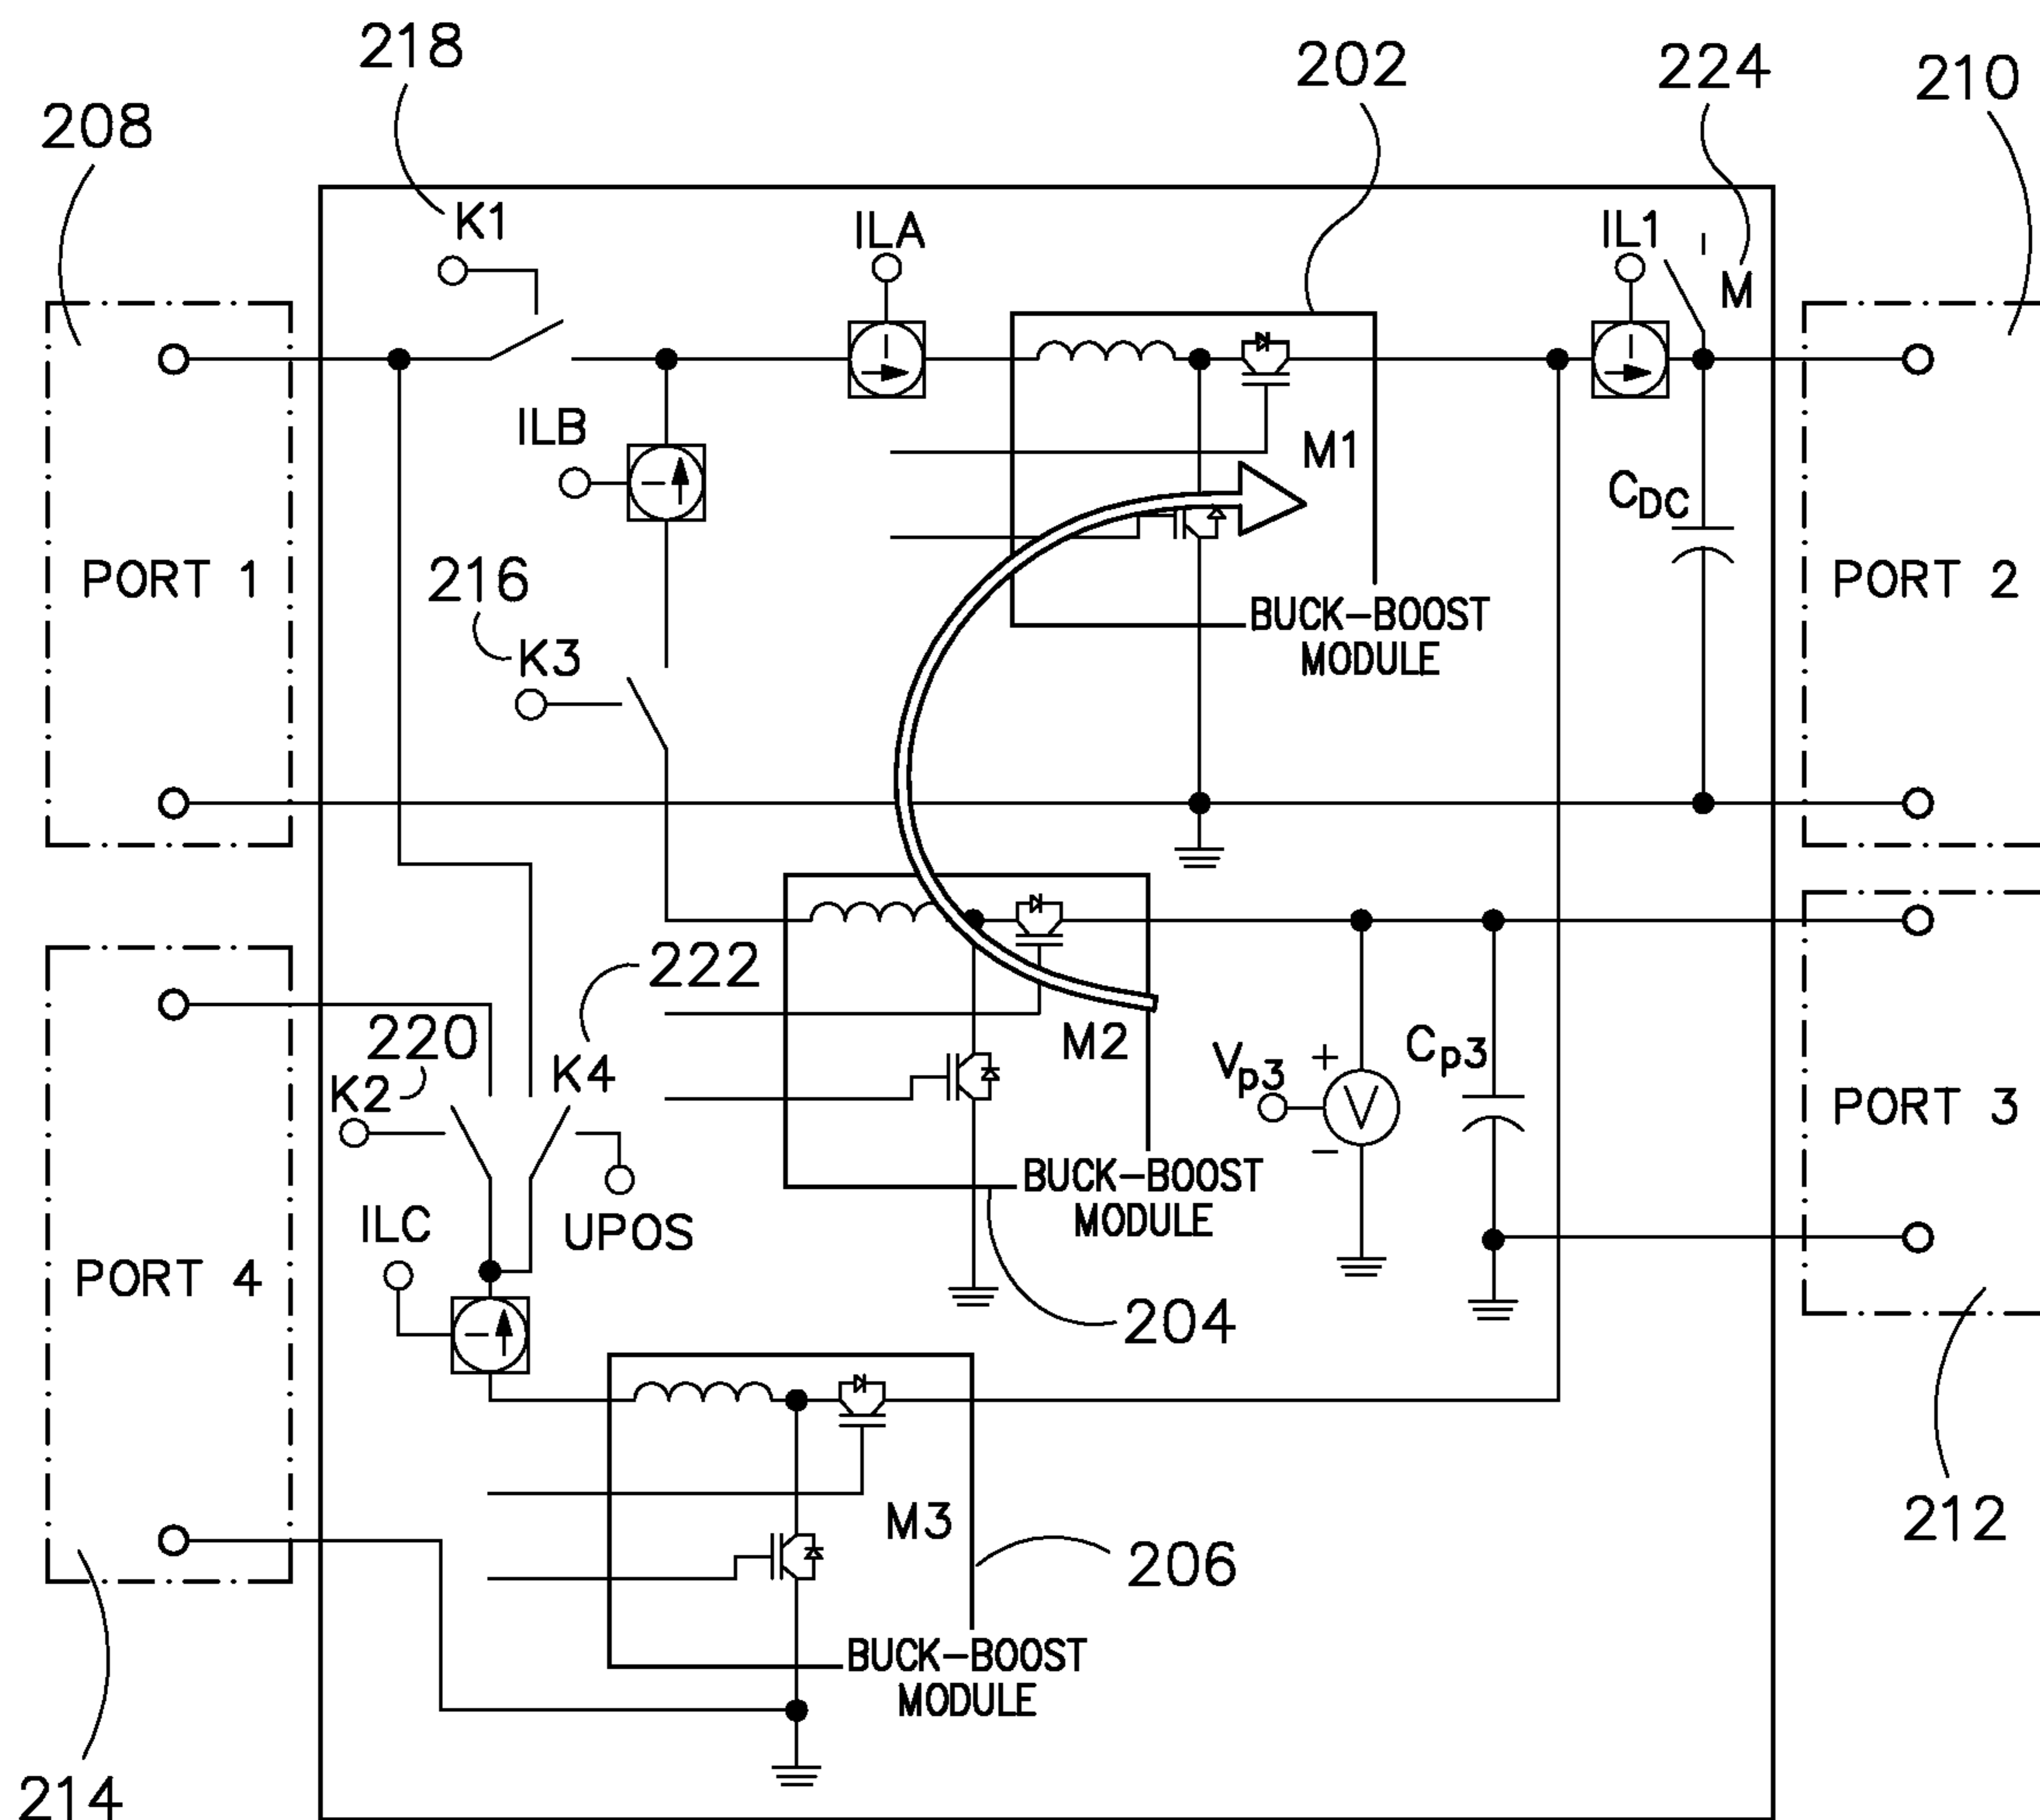 218
202
224
210
208
K1
ILA
IL1
M
ILB
M1
CDC
PORT 1
216
K3
BUCK-BOOST
MODULE
PORT 2
222
220
K2
K4
M2
Vp3
+
V
-
Cp3
PORT 3
ILC
UPOS
BUCK-BOOST
MODULE
PORT 4
204
M3
206
212
BUCK-BOOST
MODULE
214